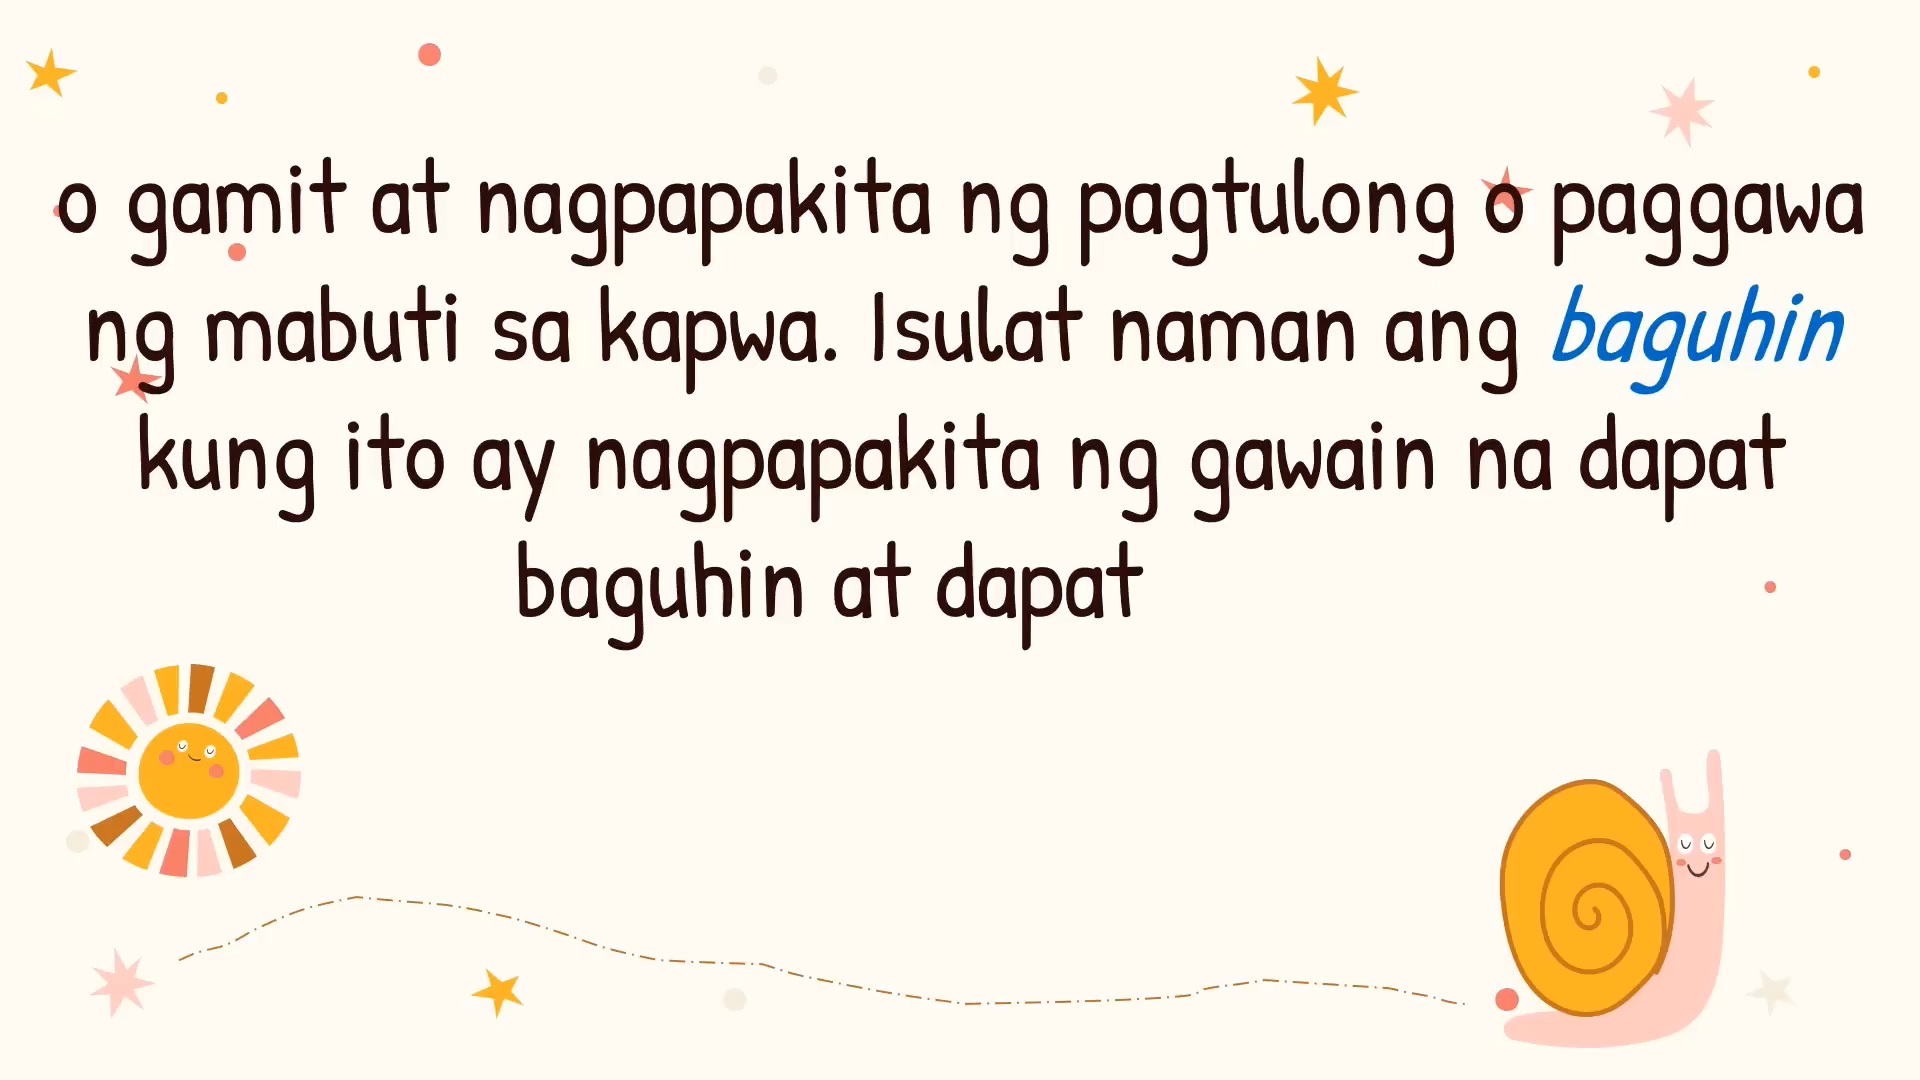 o gamit at nagpapakita ng pagtulong o paggawa
ng mabuti sa kapwa. Isulat naman ang baguhin
kung ito ay nagpapakita ng gawain na dapat
baguhin at dapat